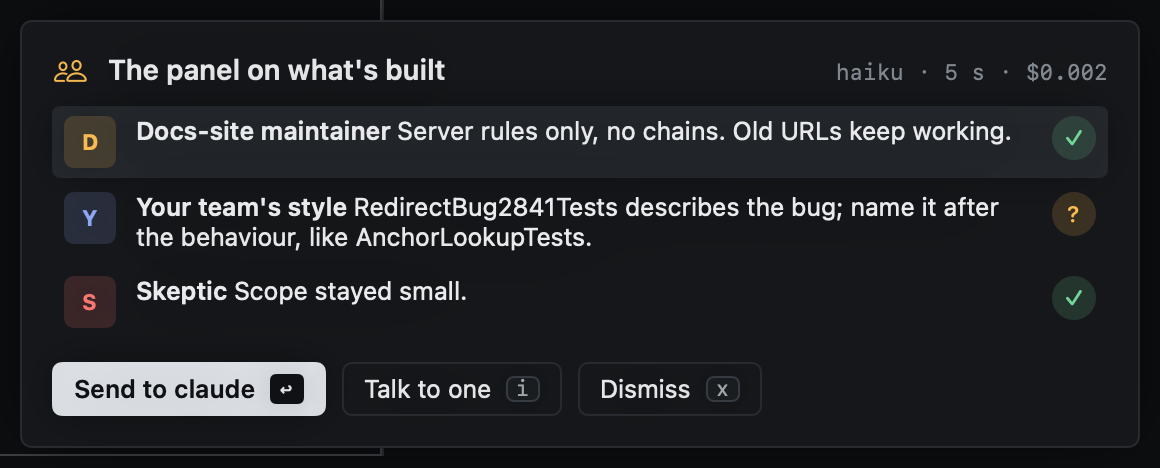 The panel on what's built
haiku · 5 s · $0.002
D
Docs-site maintainer Server rules only, no chains. Old URLs keep working.
Y
Your team's style RedirectBug2841Tests describes the bug; name it after
the behaviour, like AnchorLookupTests.
?
S
Skeptic Scope stayed small.
Send to claude ↩
Talk to one i
Dismiss x